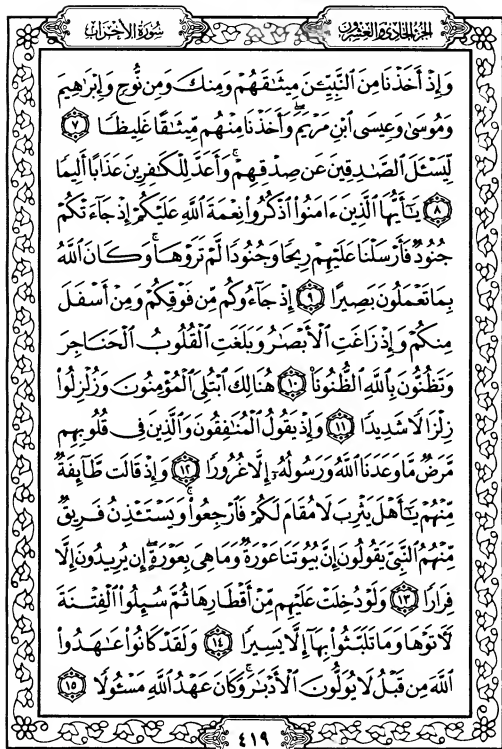 الجزء الحادي والعشرون
سورة الأحزاب
وَإِذْ أَخَذْنَا مِنَ ٱلنَّبِيِّـۧنَ مِيثَٰقَهُمْ وَمِنكَ وَمِن نُّوحٍ وَإِبْرَٰهِيمَ
وَمُوسَىٰ وَعِيسَى ٱبْنِ مَرْيَمَ ۖ وَأَخَذْنَا مِنْهُم مِّيثَٰقًا غَلِيظًا ٧
لِّيَسْـَٔلَ ٱلصَّٰدِقِينَ عَن صِدْقِهِمْ ۚ وَأَعَدَّ لِلْكَٰفِرِينَ عَذَابًا أَلِيمًا
٨ يَٰٓأَيُّهَا ٱلَّذِينَ ءَامَنُوا۟ ٱذْكُرُوا۟ نِعْمَةَ ٱللَّهِ عَلَيْكُمْ إِذْ جَآءَتْكُمْ
جُنُودٌ فَأَرْسَلْنَا عَلَيْهِمْ رِيحًا وَجُنُودًا لَّمْ تَرَوْهَا ۚ وَكَانَ ٱللَّهُ
بِمَا تَعْمَلُونَ بَصِيرًا ٩ إِذْ جَآءُوكُم مِّن فَوْقِكُمْ وَمِنْ أَسْفَلَ
مِنكُمْ وَإِذْ زَاغَتِ ٱلْأَبْصَٰرُ وَبَلَغَتِ ٱلْقُلُوبُ ٱلْحَنَاجِرَ
وَتَظُنُّونَ بِٱللَّهِ ٱلظُّنُونَا۠ ١٠ هُنَالِكَ ٱبْتُلِىَ ٱلْمُؤْمِنُونَ وَزُلْزِلُوا۟
زِلْزَالًا شَدِيدًا ١١ وَإِذْ يَقُولُ ٱلْمُنَٰفِقُونَ وَٱلَّذِينَ فِى قُلُوبِهِم
مَّرَضٌ مَّا وَعَدَنَا ٱللَّهُ وَرَسُولُهُۥٓ إِلَّا غُرُورًا ١٢ وَإِذْ قَالَت طَّآئِفَةٌ
مِّنْهُمْ يَٰٓأَهْلَ يَثْرِبَ لَا مُقَامَ لَكُمْ فَٱرْجِعُوا۟ ۚ وَيَسْتَـْٔذِنُ فَرِيقٌ
مِّنْهُمُ ٱلنَّبِىَّ يَقُولُونَ إِنَّ بُيُوتَنَا عَوْرَةٌ وَمَا هِىَ بِعَوْرَةٍ ۖ إِن يُرِيدُونَ إِلَّا
فِرَارًا ١٣ وَلَوْ دُخِلَتْ عَلَيْهِم مِّنْ أَقْطَارِهَا ثُمَّ سُئِلُوا۟ ٱلْفِتْنَةَ
لَـَٔاتَوْهَا وَمَا تَلَبَّثُوا۟ بِهَآ إِلَّا يَسِيرًا ١٤ وَلَقَدْ كَانُوا۟ عَٰهَدُوا۟
ٱللَّهَ مِن قَبْلُ لَا يُوَلُّونَ ٱلْأَدْبَٰرَ ۚ وَكَانَ عَهْدُ ٱللَّهِ مَسْـُٔولًا ١٥
٤١٩